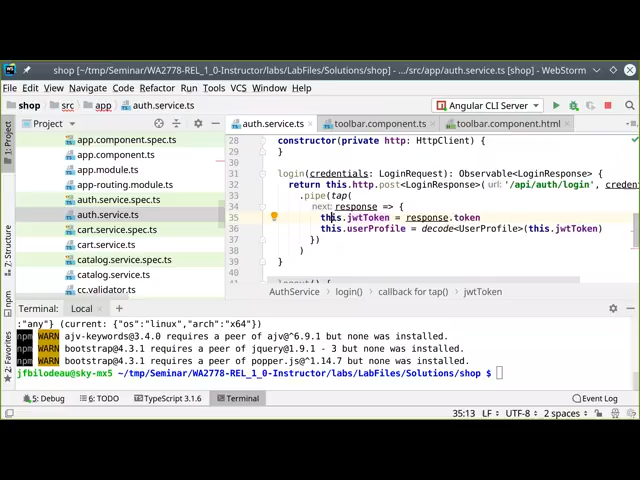 shop [~/tmp/Seminar/WA2778-REL_1_0-Instructor/labs/LabFiles/Solutions/shop] - .../src/app/auth.service.ts [shop] - WebStorm
File Edit View Navigate Code Refactor Run Tools VCS Window Help
shop src app auth.service.ts Angular CLI Server
Project
auth.service.ts toolbar.component.ts toolbar.component.html
1: Project
7: Structure
npm
2: Favorites
app.component.spec.ts
app.component.ts
app.module.ts
app-routing.module.ts
auth.service.spec.ts
auth.service.ts
cart.service.spec.ts
cart.service.ts
catalog.service.spec.ts
catalog.service.ts
cc.validator.ts
28 constructor(private http: HttpClient) {
29 }
30
31 login(credentials: LoginRequest): Observable<LoginResponse> {
32 return this.http.post<LoginResponse>( url: '/api/auth/login', creden
33 .pipe(tap(
34 next: response => {
35 this.jwtToken = response.token
36 this.userProfile = decode<UserProfile>(this.jwtToken)
37 })
38 )
39 }
40
AuthService login() callback for tap() jwtToken
Terminal: Local +
:"any"} (current: {"os":"linux","arch":"x64"})
npm WARN ajv-keywords@3.4.0 requires a peer of ajv@^6.9.1 but none was installed.
npm WARN bootstrap@4.3.1 requires a peer of jquery@1.9.1 - 3 but none was installed.
npm WARN bootstrap@4.3.1 requires a peer of popper.js@^1.14.7 but none was installed.
jfbilodeau@sky-mx5 ~/tmp/Seminar/WA2778-REL_1_0-Instructor/labs/LabFiles/Solutions/shop $
5: Debug 6: TODO TypeScript 3.1.6 Terminal Event Log
35:13 LF UTF-8 2 spaces